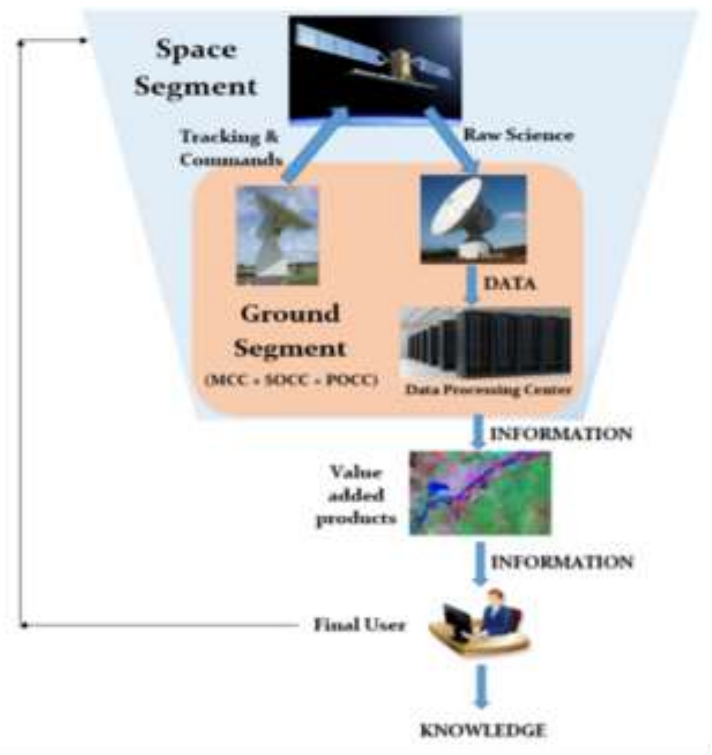 Space
Segment
Tracking &
Commands
Raw Science
DATA
Ground
Segment
(MCC + SOCC + POCC)
Data Processing Center
INFORMATION
Value
added
products
INFORMATION
Final User
KNOWLEDGE